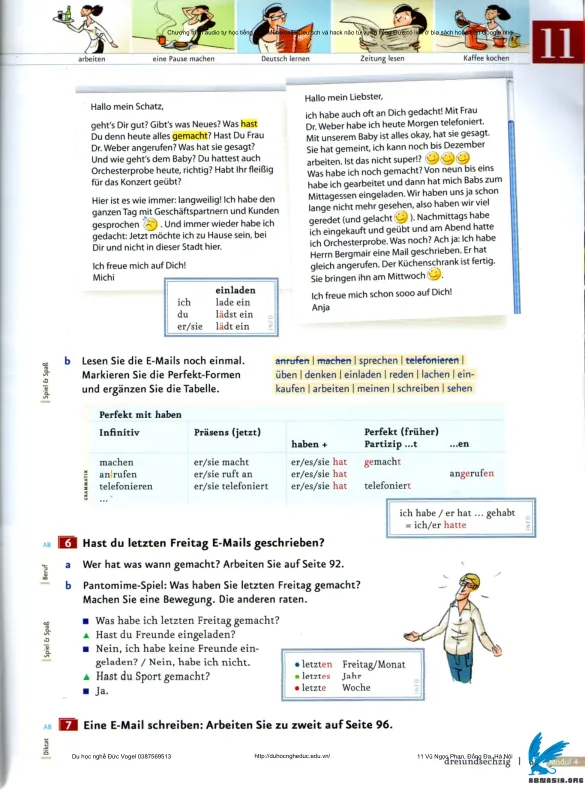 Chương
11
arbeiten
eine Pause machen
Deutsch lernen
Zeitung lesen
Kaffee kochen
Hallo mein Schatz,
geht's Dir gut? Gibt's was Neues? Was hast
Du denn heute alles gemacht? Hast Du Frau
Dr. Weber angerufen? Was hat sie gesagt?
Und wie geht's dem Baby? Du hattest auch
Orchesterprobe heute, richtig? Habt Ihr fleißig
für das Konzert geübt?
Hier ist es wie immer: langweilig! Ich habe den
ganzen Tag mit Geschäftspartnern und Kunden
gesprochen . Und immer wieder habe ich
gedacht: Jetzt möchte ich zu Hause sein, bei
Dir und nicht in dieser Stadt hier.
Ich freue mich auf Dich!
Michi
Hallo mein Liebster,
ich habe auch oft an Dich gedacht! Mit Frau
Dr. Weber habe ich heute Morgen telefoniert.
Mit unserem Baby ist alles okay, hat sie gesagt.
Sie hat gemeint, ich kann noch bis Dezember
arbeiten. Ist das nicht super!?
Was habe ich noch gemacht? Von neun bis eins
habe ich gearbeitet und dann hat mich Babs zum
Mittagessen eingeladen. Wir haben uns ja schon
lange nicht mehr gesehen, also haben wir viel
geredet (und gelacht ). Nachmittags habe
ich eingekauft und geübt und am Abend hatte
ich Orchesterprobe. Was noch? Ach ja: Ich habe
Herrn Bergmair eine Mail geschrieben. Er hat
gleich angerufen. Der Küchenschrank ist fertig.
Sie bringen ihn am Mittwoch .
Ich freue mich schon sooo auf Dich!
Anja
einladen
ich lade ein
du lädst ein
er/sie lädt ein
INFO
Spiel & Spaß
b Lesen Sie die E-Mails noch einmal.
Markieren Sie die Perfekt-Formen
und ergänzen Sie die Tabelle.
anrufen | machen | sprechen | telefonieren |
üben | denken | einladen | reden | lachen | ein-
kaufen | arbeiten | meinen | schreiben | sehen
Perfekt mit haben
Infinitiv Präsens (jetzt) Perfekt (früher)
haben + Partizip ...t ...en
machen er/sie macht er/es/sie hat gemacht
an|rufen er/sie ruft an er/es/sie hat angerufen
telefonieren er/sie telefoniert er/es/sie hat telefoniert
...
GRAMMATIK
ich habe / er hat ... gehabt
= ich/er hatte
INFO
AB 6 Hast du letzten Freitag E-Mails geschrieben?
Beruf
a Wer hat was wann gemacht? Arbeiten Sie auf Seite 92.
b Pantomime-Spiel: Was haben Sie letzten Freitag gemacht?
Machen Sie eine Bewegung. Die anderen raten.
Spiel & Spaß
■ Was habe ich letzten Freitag gemacht?
▲ Hast du Freunde eingeladen?
■ Nein, ich habe keine Freunde ein-
geladen? / Nein, habe ich nicht.
▲ Hast du Sport gemacht?
■ Ja.
• letzten Freitag/Monat
• letztes Jahr
• letzte Woche
INFO
AB 7 Eine E-Mail schreiben: Arbeiten Sie zu zweit auf Seite 96.
Diktat
Du học nghề Đức Vogel 0387569513
http://duhocngheduc.edu.vn/
11 Vũ Ngọc Phan, Đống Đa, Hà Nội
dreiundsechzig |
Modul 4